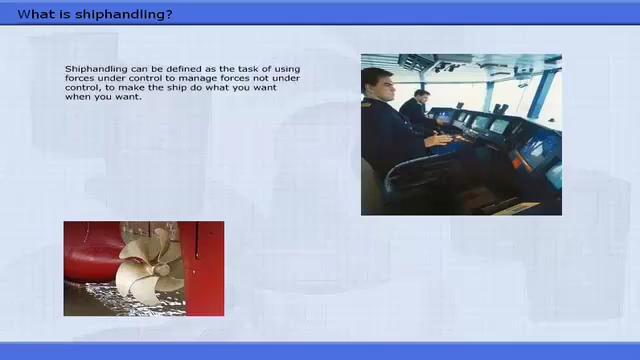 What is shiphandling?
Shiphandling can be defined as the task of using
forces under control to manage forces not under
control, to make the ship do what you want
when you want.